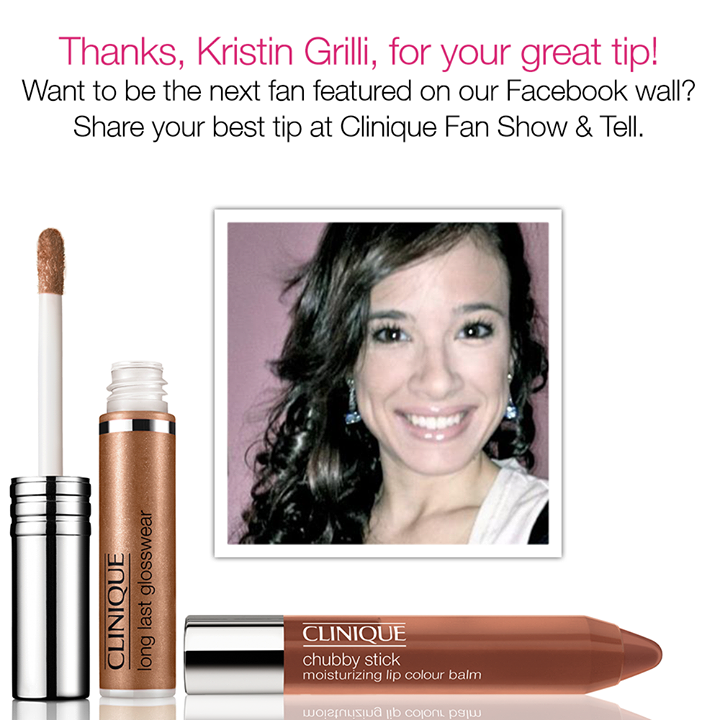 Thanks, Kristin Grilli, for your great tip!
Want to be the next fan featured on our Facebook wall?
Share your best tip at Clinique Fan Show & Tell.
CLINIQUE
long last glosswear
CLINIQUE
chubby stick
moisturizing lip colour balm